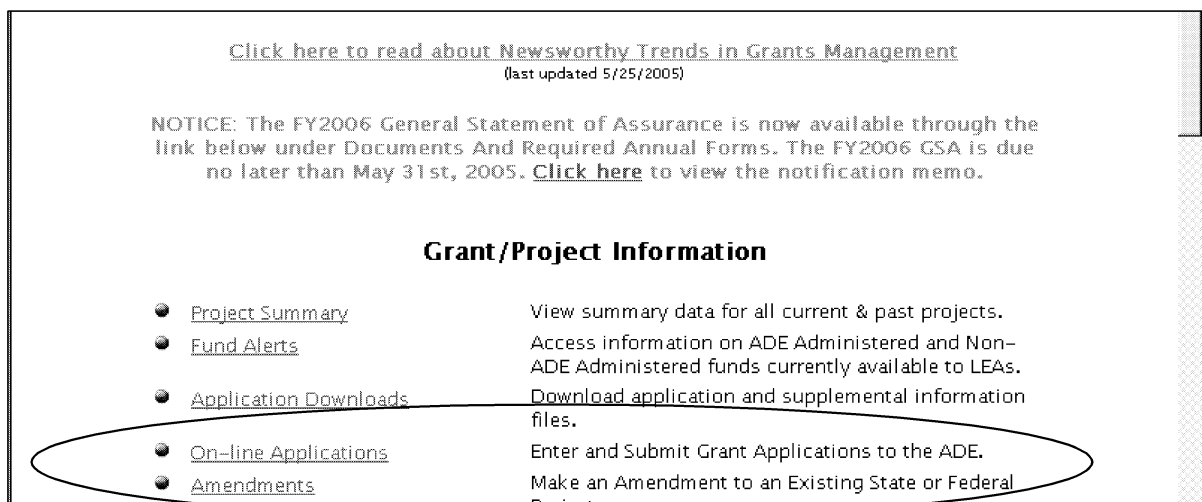 Click here to read about Newsworthy Trends in Grants Management
(last updated 5/25/2005)
NOTICE: The FY2006 General Statement of Assurance is now available through the
link below under Documents And Required Annual Forms. The FY2006 GSA is due
no later than May 31st, 2005. Click here to view the notification memo.
Grant/Project Information
Project Summary View summary data for all current & past projects.
Fund Alerts Access information on ADE Administered and Non-
ADE Administered funds currently available to LEAs.
Application Downloads Download application and supplemental information
files.
On-line Applications Enter and Submit Grant Applications to the ADE.
Amendments Make an Amendment to an Existing State or Federal